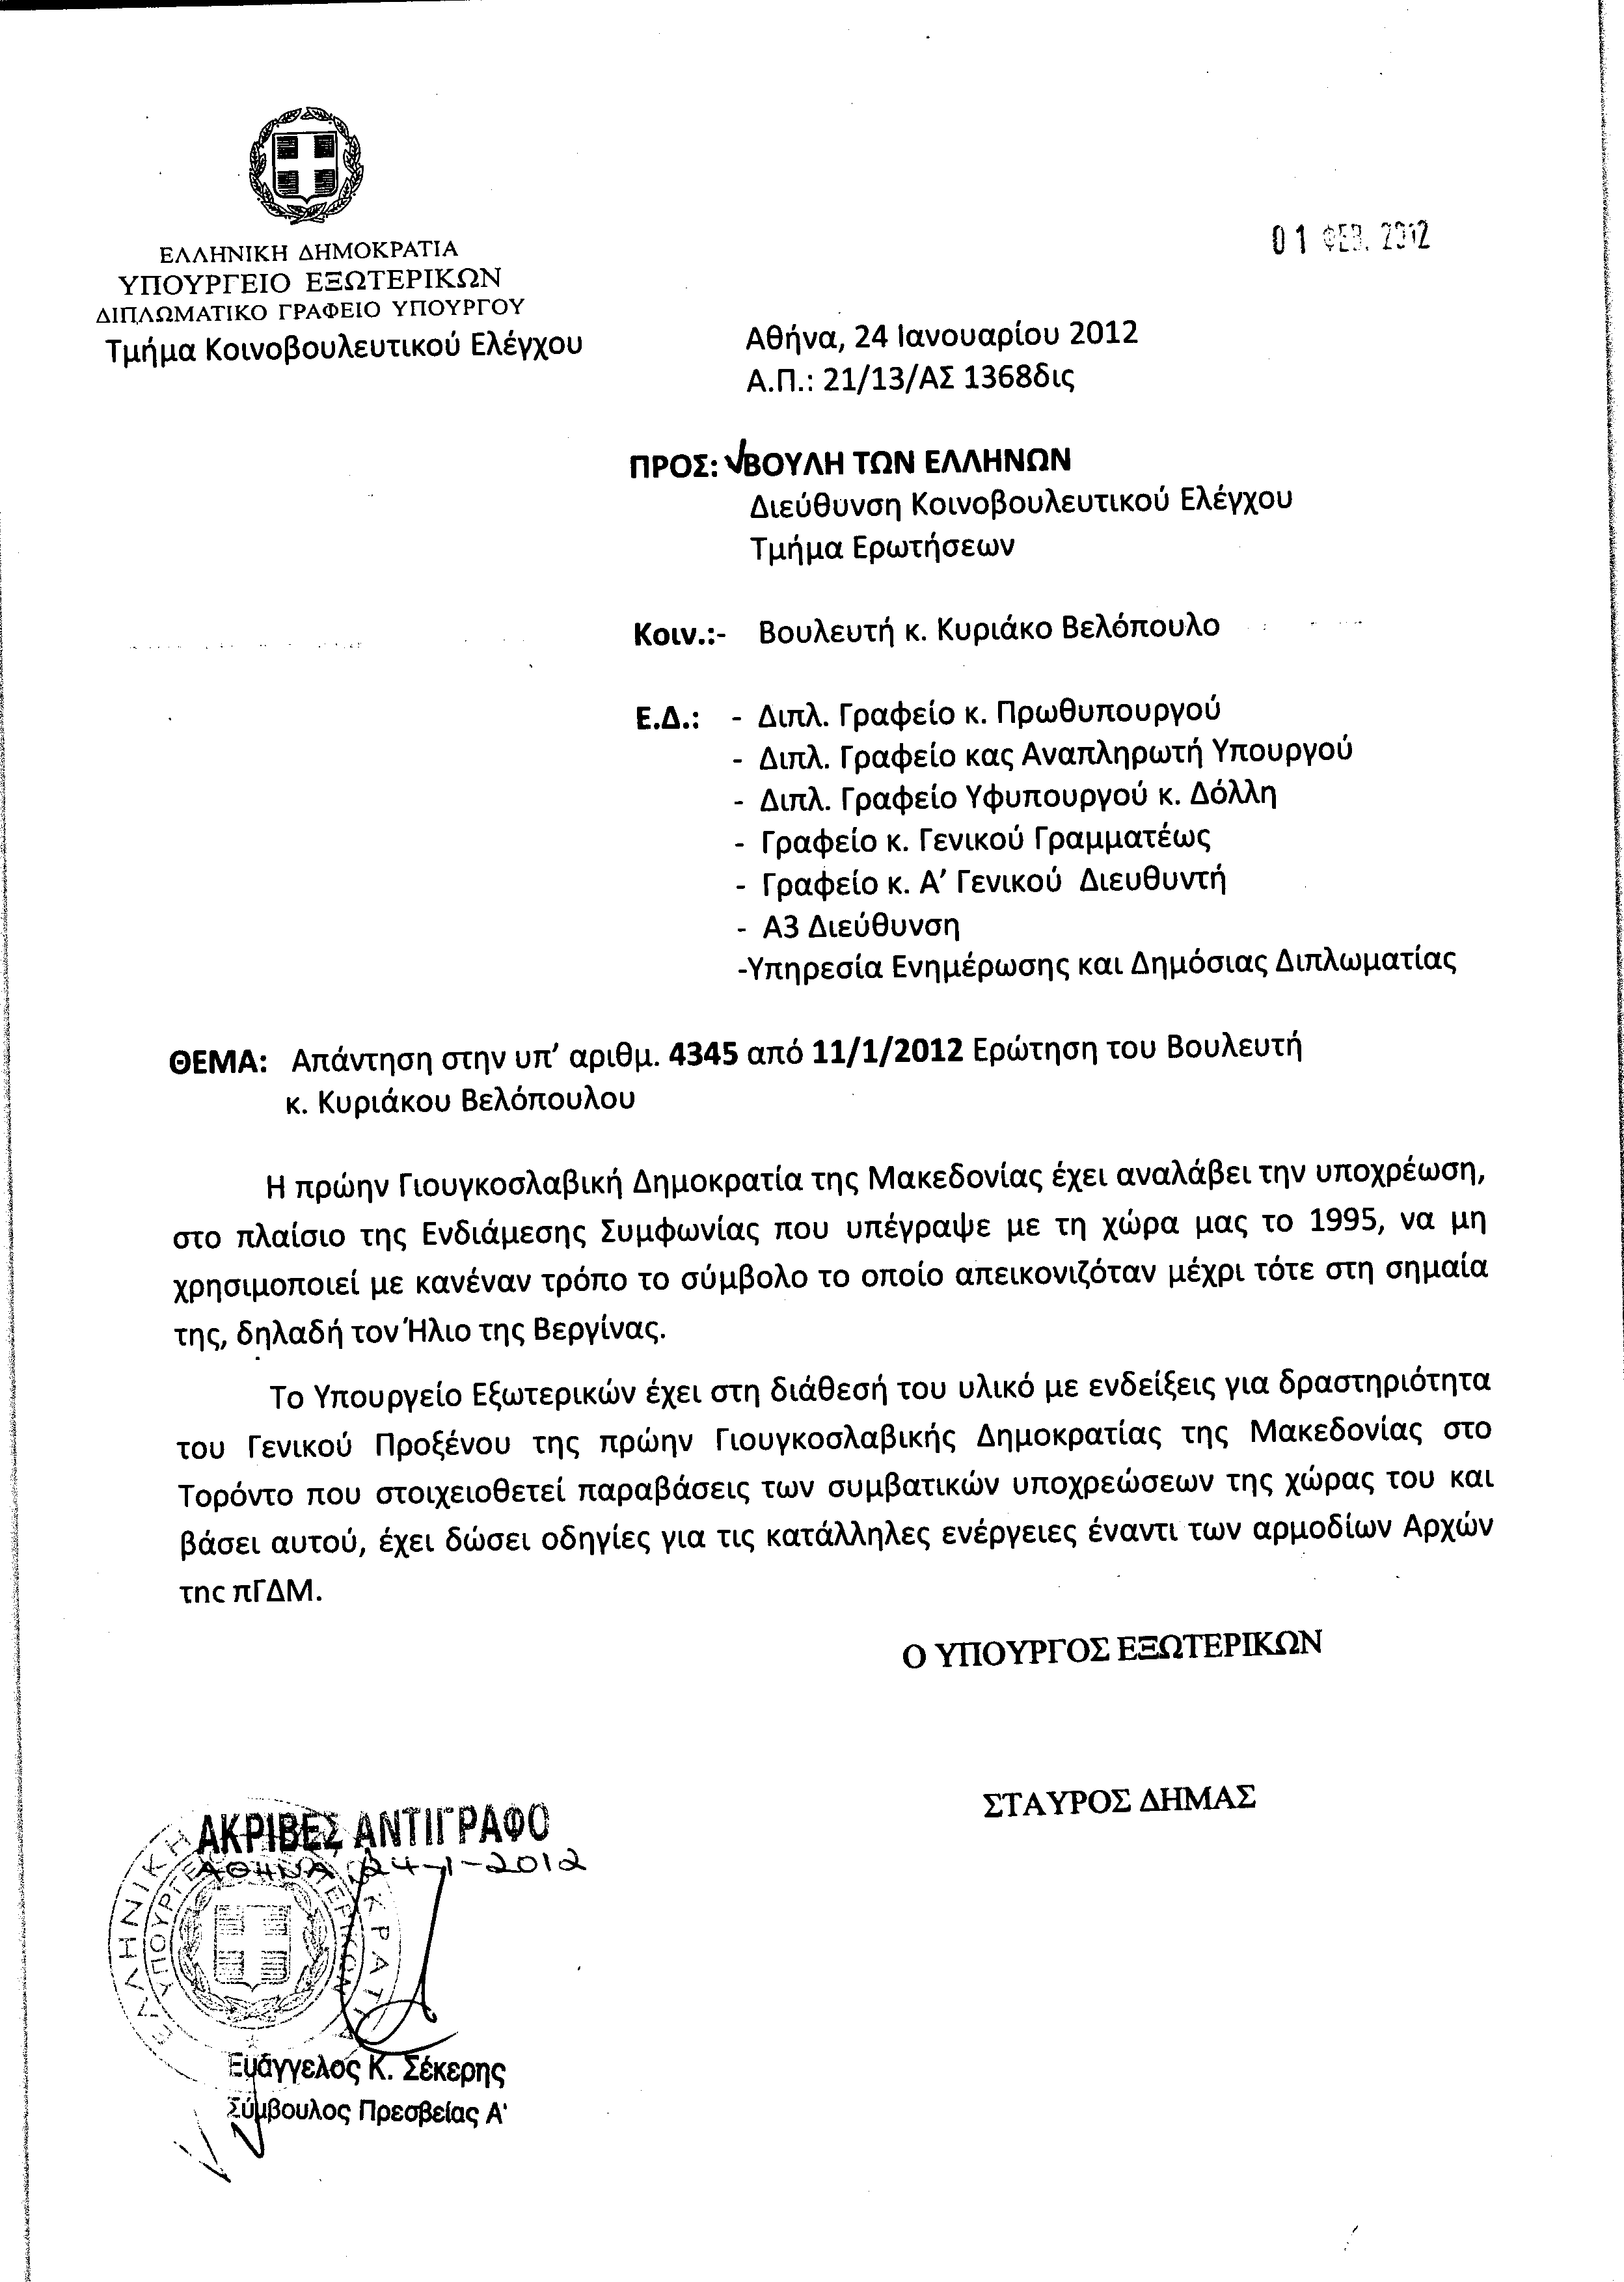 ΕΛΛΗΝΙΚΗ ΔΗΜΟΚΡΑΤΙΑ
ΥΠΟΥΡΓΕΙΟ ΕΞΩΤΕΡΙΚΩΝ
ΔΙΠΛΩΜΑΤΙΚΟ ΓΡΑΦΕΙΟ ΥΠΟΥΡΓΟΥ
Τμήμα Κοινοβουλευτικού Ελέγχου
01 ΦΕΒ. 2012
Αθήνα, 24 Ιανουαρίου 2012
Α.Π.: 21/13/ΑΣ 1368δις
ΠΡΟΣ: √ΒΟΥΛΗ ΤΩΝ ΕΛΛΗΝΩΝ
Διεύθυνση Κοινοβουλευτικού Ελέγχου
Τμήμα Ερωτήσεων
Κοιν.:- Βουλευτή κ. Κυριάκο Βελόπουλο
Ε.Δ.: - Διπλ. Γραφείο κ. Πρωθυπουργού
- Διπλ. Γραφείο κας Αναπληρωτή Υπουργού
- Διπλ. Γραφείο Υφυπουργού κ. Δόλλη
- Γραφείο κ. Γενικού Γραμματέως
- Γραφείο κ. Α’ Γενικού Διευθυντή
- Α3 Διεύθυνση
-Υπηρεσία Ενημέρωσης και Δημόσιας Διπλωματίας
ΘΕΜΑ: Απάντηση στην υπ’ αριθμ. 4345 από 11/1/2012 Ερώτηση του Βουλευτή
κ. Κυριάκου Βελόπουλου
Η πρώην Γιουγκοσλαβική Δημοκρατία της Μακεδονίας έχει αναλάβει την υποχρέωση,
στο πλαίσιο της Ενδιάμεσης Συμφωνίας που υπέγραψε με τη χώρα μας το 1995, να μη
χρησιμοποιεί με κανέναν τρόπο το σύμβολο το οποίο απεικονιζόταν μέχρι τότε στη σημαία
της, δηλαδή τον Ήλιο της Βεργίνας.
Το Υπουργείο Εξωτερικών έχει στη διάθεσή του υλικό με ενδείξεις για δραστηριότητα
του Γενικού Προξένου της πρώην Γιουγκοσλαβικής Δημοκρατίας της Μακεδονίας στο
Τορόντο που στοιχειοθετεί παραβάσεις των συμβατικών υποχρεώσεων της χώρας του και
βάσει αυτού, έχει δώσει οδηγίες για τις κατάλληλες ενέργειες έναντι των αρμοδίων Αρχών
της πΓΔΜ.
Ο ΥΠΟΥΡΓΟΣ ΕΞΩΤΕΡΙΚΩΝ
ΣΤΑΥΡΟΣ ΔΗΜΑΣ
ΑΚΡΙΒΕΣ ΑΝΤΙΓΡΑΦΟ
ΑΘΗΝΑ 24-1-2012
ΕΛΛΗΝΙΚΗ ΔΗΜΟΚΡΑΤΙΑ
ΥΠΟΥΡΓΕΙΟ ΕΞΩΤΕΡΙΚΩΝ
Ευάγγελος Κ. Σέκερης
Σύμβουλος Πρεσβείας Α'